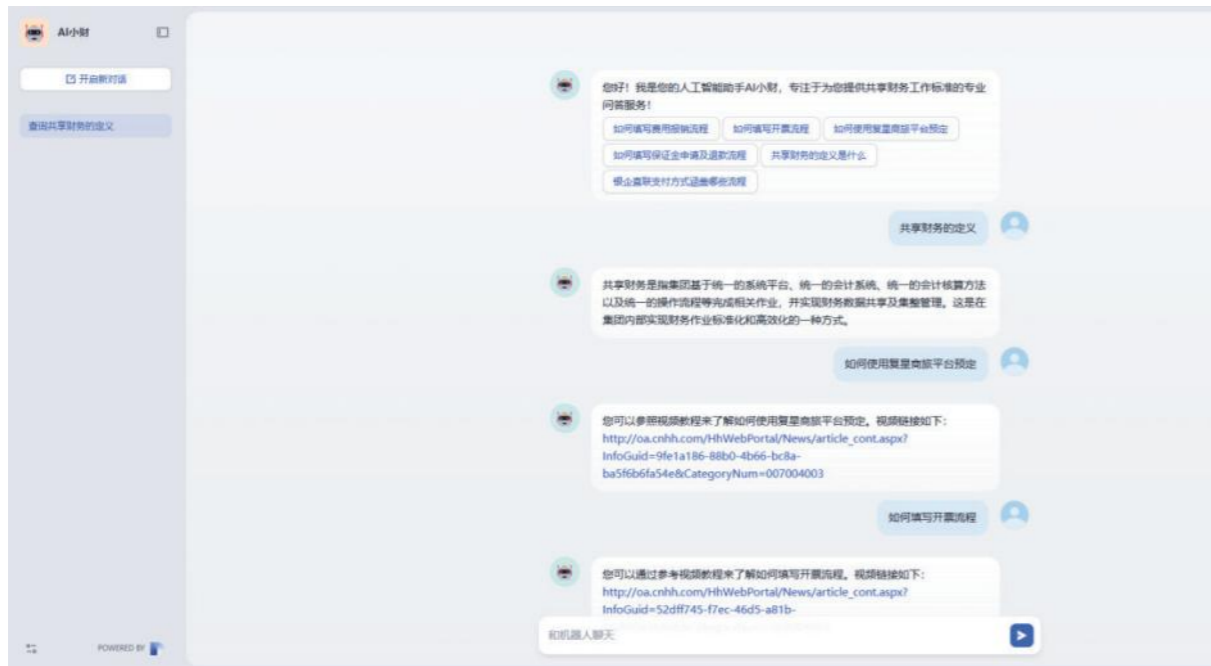 AI小财
开启新对话
查询共享财务的定义
您好！我是您的人工智能助手AI小财，专注于为您提供共享财务工作标准的专业
问答服务！
如何填写费用报销流程
如何填写开票流程
如何使用复星商旅平台预定
如何填写保证金申请及退款流程
共享财务的定义是什么
银企直联支付方式涵盖哪些流程
共享财务的定义
共享财务是指集团基于统一的系统平台、统一的会计系统、统一的会计核算方法
以及统一的操作流程等完成相关作业，并实现财务数据共享及集整管理。这是在
集团内部实现财务作业标准化和高效化的一种方式。
如何使用复星商旅平台预定
您可以参照视频教程来了解如何使用复星商旅平台预定。视频链接如下：
http://oa.cnhh.com/HhWebPortal/News/article_cont.aspx?
InfoGuid=9fe1a186-88b0-4b66-bc8a-
ba5f6b6fa54e&CategoryNum=007004003
如何填写开票流程
您可以通过参考视频教程来了解如何填写开票流程。视频链接如下：
http://oa.cnhh.com/HhWebPortal/News/article_cont.aspx?
InfoGuid=52dff745-f7ec-46d5-a81b-
和机器人聊天
POWERED BY